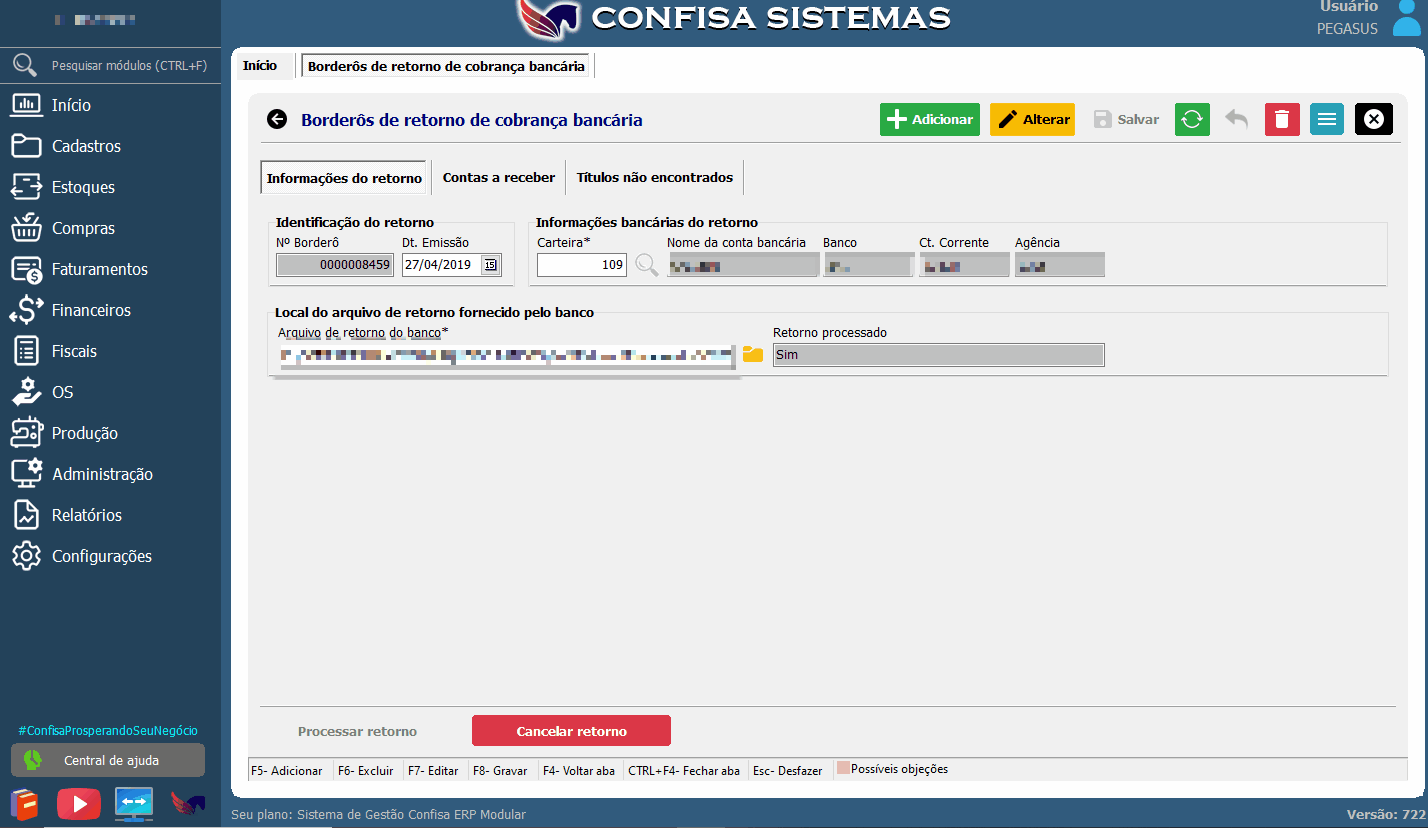 CONFISA SISTEMAS
Usuário
PEGASUS
Pesquisar módulos (CTRL+F)
Início
Cadastros
Estoques
Compras
Faturamentos
Financeiros
Fiscais
OS
Produção
Administração
Relatórios
Configurações
#ConfisaProsperandoSeuNegócio
Central de ajuda
Início
Borderôs de retorno de cobrança bancária
Borderôs de retorno de cobrança bancária
Adicionar
Alterar
Salvar
Informações do retorno
Contas a receber
Títulos não encontrados
Identificação do retorno
Nº Borderô
Dt. Emissão
0000008459
27/04/2019
15
Informações bancárias do retorno
Carteira*
Nome da conta bancária
Banco
Ct. Corrente
Agência
109
Local do arquivo de retorno fornecido pelo banco
Arquivo de retorno do banco*
Retorno processado
Sim
Processar retorno
Cancelar retorno
F5- Adicionar
F6- Excluir
F7- Editar
F8- Gravar
F4- Voltar aba
CTRL+F4- Fechar aba
Esc- Desfazer
Possíveis objeções
Seu plano: Sistema de Gestão Confisa ERP Modular
Versão: 722